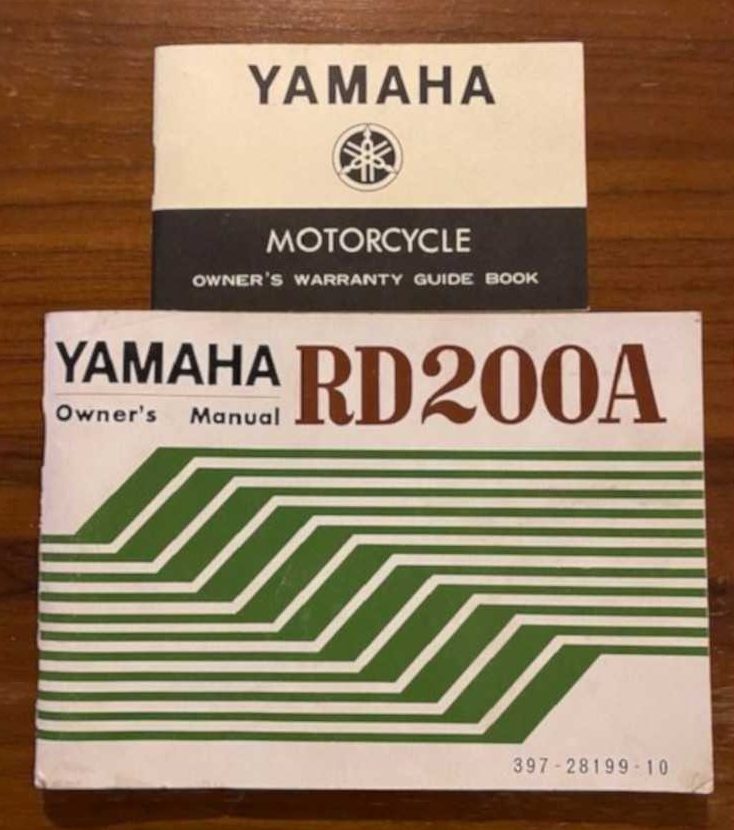 YAMAHA
MOTORCYCLE
OWNER'S WARRANTY GUIDE BOOK
YAMAHA RD200A
Owner's Manual
397-28199-10